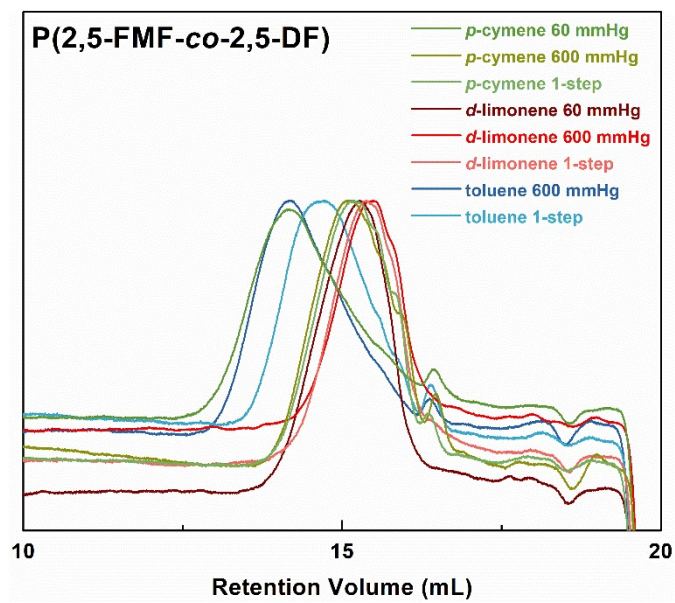 P(2,5-FMF-co-2,5-DF)
p-cymene 60 mmHg
p-cymene 600 mmHg
p-cymene 1-step
d-limonene 60 mmHg
d-limonene 600 mmHg
d-limonene 1-step
toluene 600 mmHg
toluene 1-step
10
15
20
Retention Volume (mL)